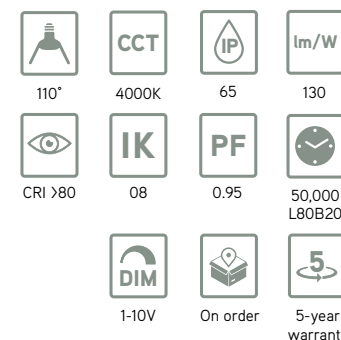 CCT
IP
lm/W
110°
4000K
65
130
IK
PF
CRI >80
08
0.95
50,000
L80B20
DIM
5
1-10V
On order
5-year
warrant